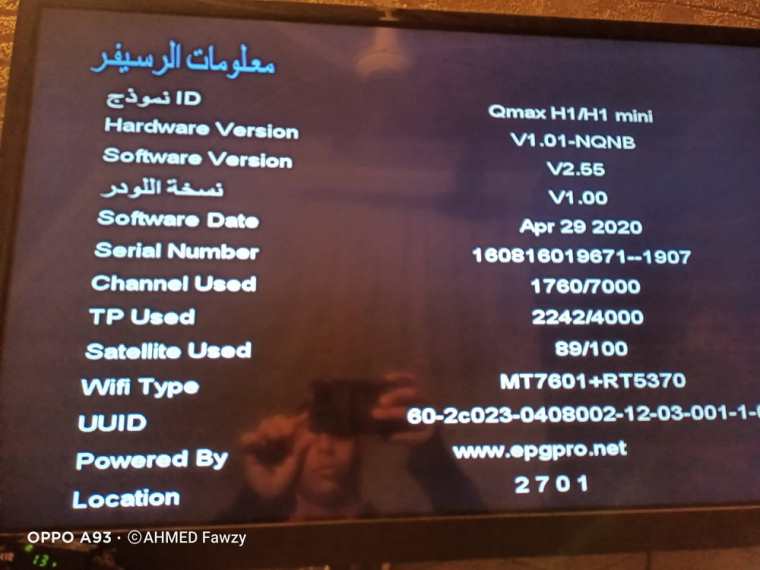 معلومات الرسيفر
نموذج ID Qmax H1/H1 mini
Hardware Version V1.01-NQNB
Software Version V2.55
نسخة اللودر V1.00
Software Date Apr 29 2020
Serial Number 160816019671--1907
Channel Used 1760/7000
TP Used 2242/4000
Satellite Used 89/100
Wifi Type MT7601+RT5370
UUID 60-2c023-0408002-12-03-001-1-
Powered By www.epgpro.net
Location 2701
OPPO A93 · ©AHMED Fawzy